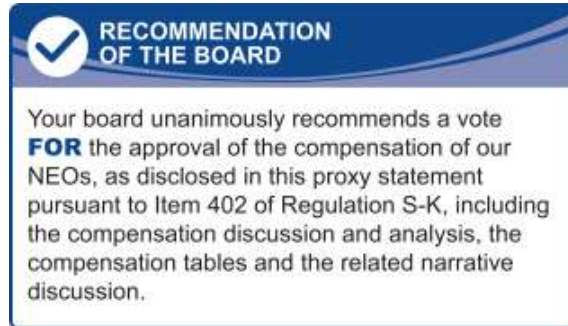 RECOMMENDATION
OF THE BOARD
Your board unanimously recommends a vote
FOR the approval of the compensation of our
NEOs, as disclosed in this proxy statement
pursuant to Item 402 of Regulation S-K, including
the compensation discussion and analysis, the
compensation tables and the related narrative
discussion.